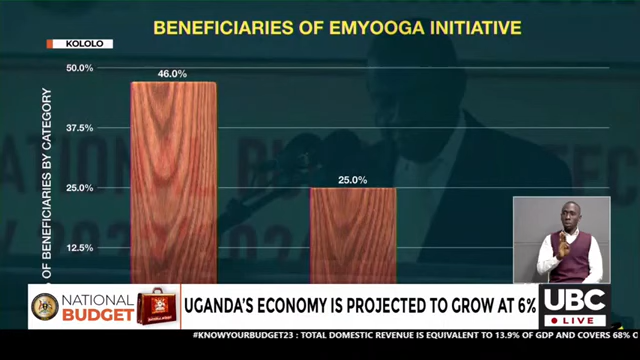 BENEFICIARIES OF EMYOOGA INITIATIVE
KOLOLO
50.0%
46.0%
37.5%
25.0%
25.0%
12.5%
OF BENEFICIARIES BY CATEGORY
NATIONAL
BUDGET
UGANDA'S ECONOMY IS PROJECTED TO GROW AT 6%
UBC
LIVE
#KNOWYOURBUDGET23 : TOTAL DOMESTIC REVENUE IS EQUIVALENT TO 13.9% OF GDP AND COVERS 68% O